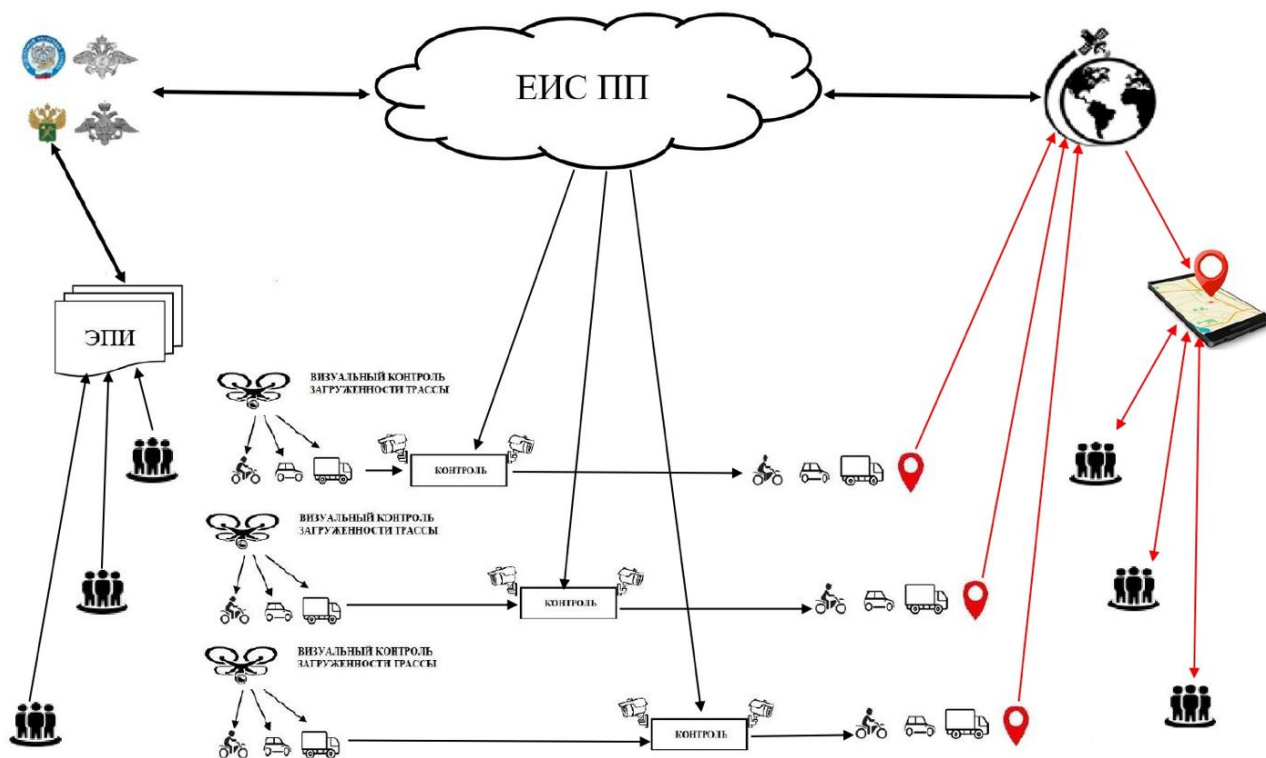 ЕИС ПП
ЭПИ
ВИЗУАЛЬНЫЙ КОНТРОЛЬ
ЗАГРУЖЕННОСТИ ТРАССЫ
КОНТРОЛЬ
ВИЗУАЛЬНЫЙ КОНТРОЛЬ
ЗАГРУЖЕННОСТИ ТРАССЫ
КОНТРОЛЬ
ВИЗУАЛЬНЫЙ КОНТРОЛЬ
ЗАГРУЖЕННОСТИ ТРАССЫ
КОНТРОЛЬ